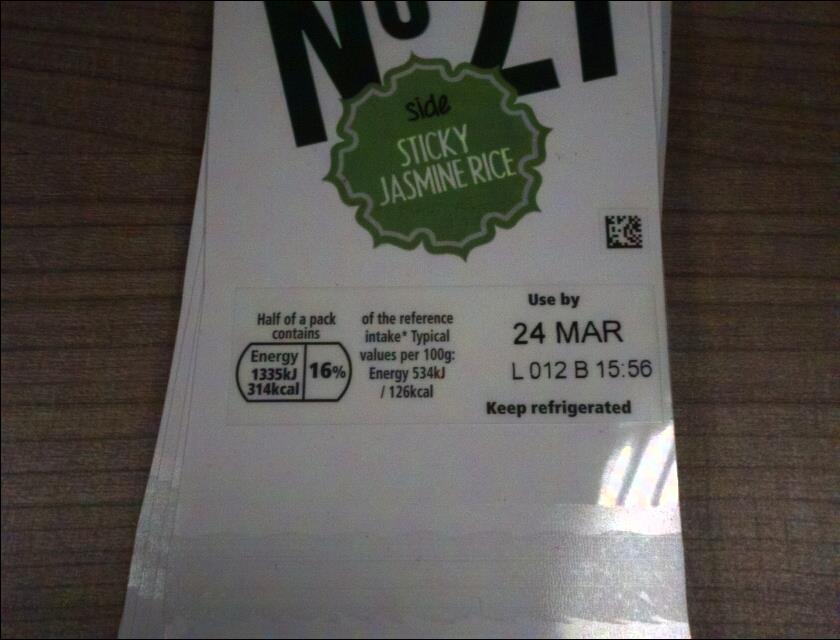 No 21
side
STICKY
JASMINE RICE
Half of a pack
contains
Energy
1335kJ
314kcal
16%
of the reference
intake* Typical
values per 100g:
Energy 534kJ
/ 126kcal
Use by
24 MAR
L 012 B 15:56
Keep refrigerated